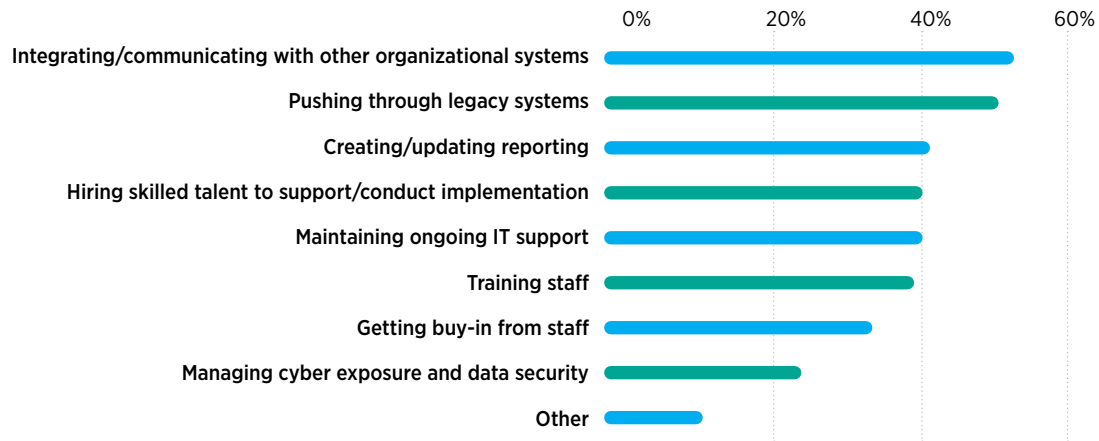 0% 20% 40% 60%
Integrating/communicating with other organizational systems
Pushing through legacy systems
Creating/updating reporting
Hiring skilled talent to support/conduct implementation
Maintaining ongoing IT support
Training staff
Getting buy-in from staff
Managing cyber exposure and data security
Other